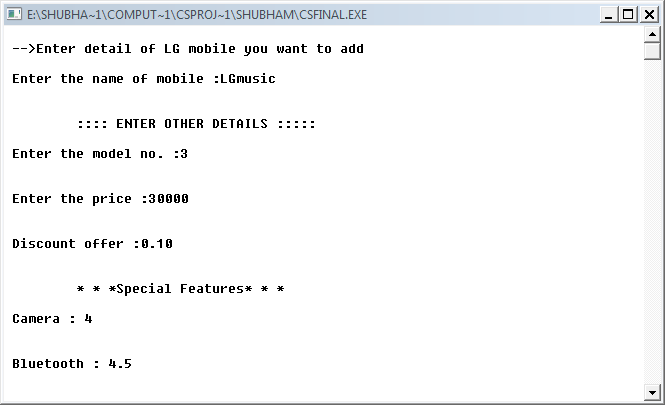 E:\SHUBHA~1\COMPUT~1\CSPROJ~1\SHUBHAM\CSFINAL.EXE
-->Enter detail of LG mobile you want to add
Enter the name of mobile :LGmusic
:::: ENTER OTHER DETAILS :::::
Enter the model no. :3
Enter the price :30000
Discount offer :0.10
* * *Special Features* * *
Camera : 4
Bluetooth : 4.5